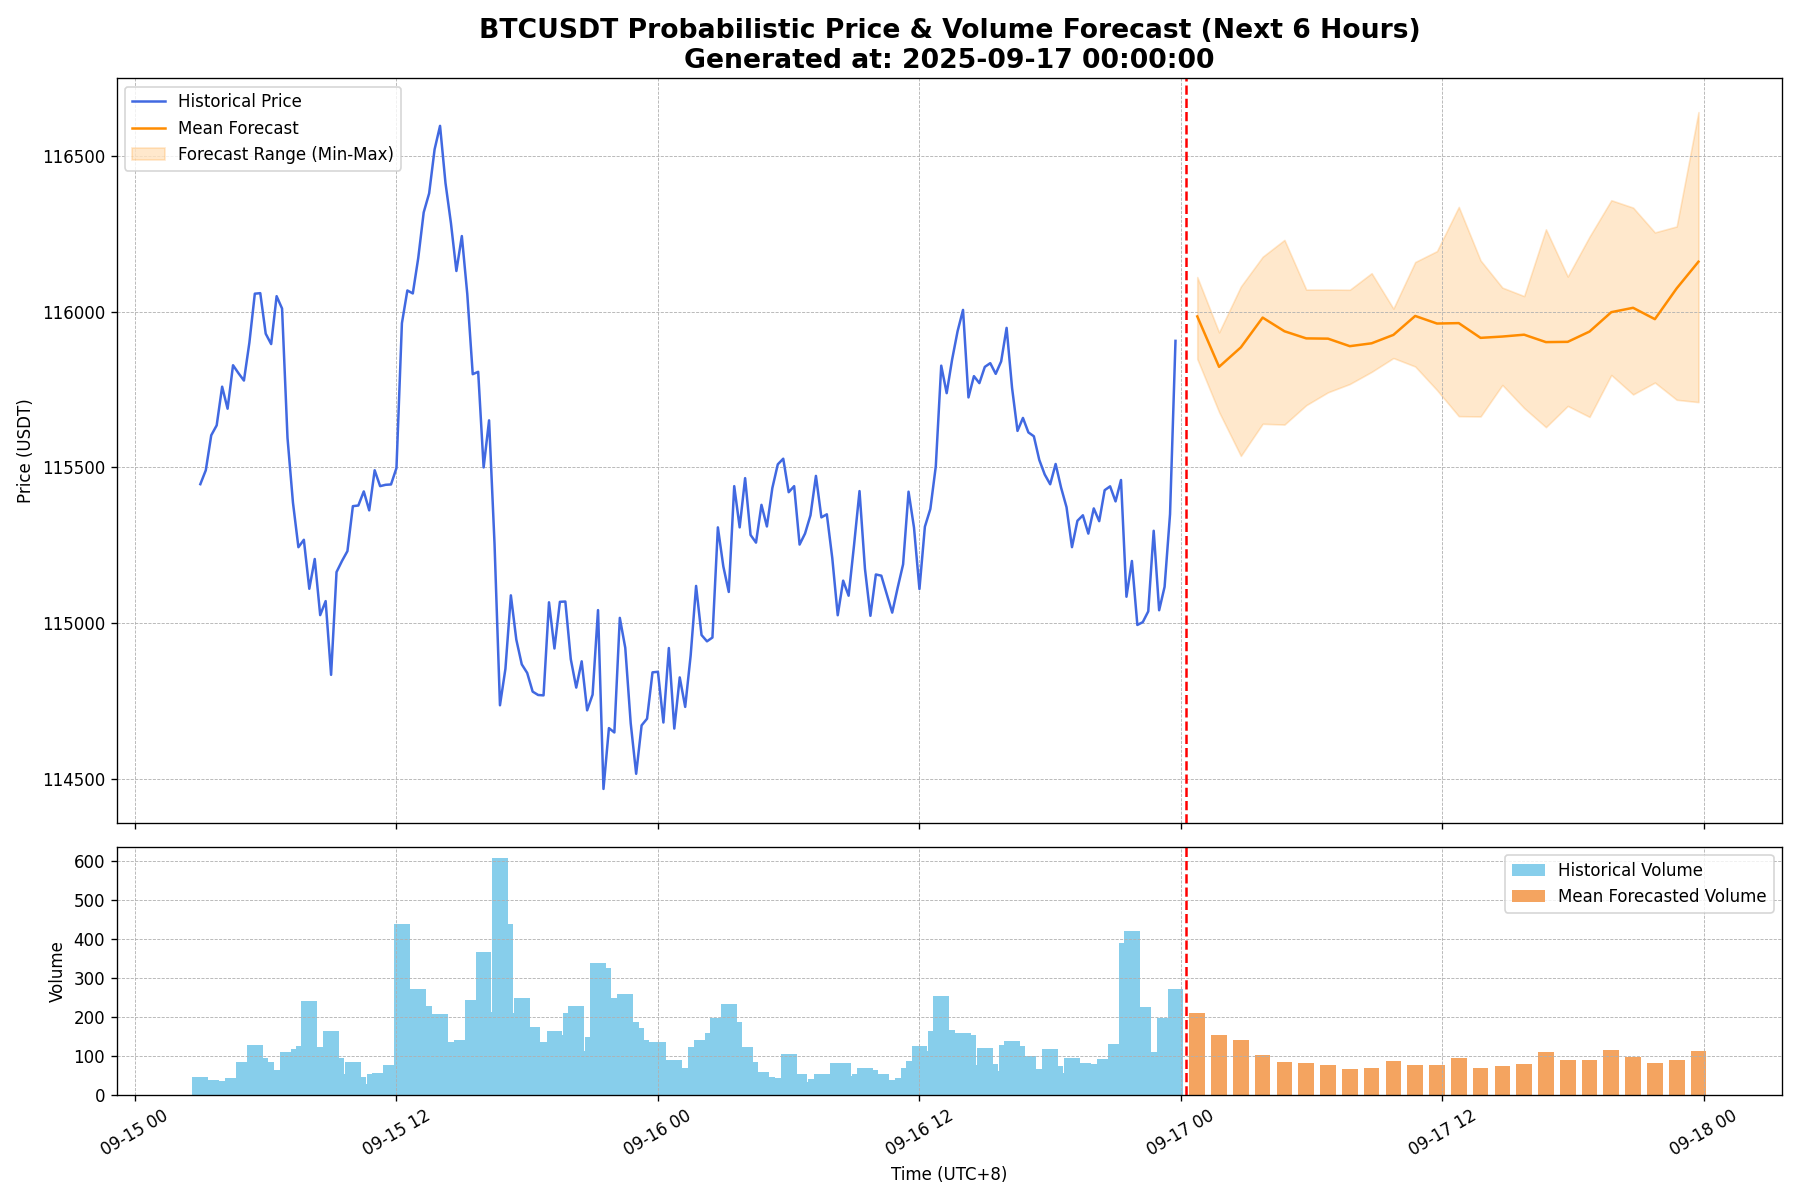 BTCUSDT Probabilistic Price & Volume Forecast (Next 6 Hours)
Generated at: 2025-09-17 00:00:00
Historical Price
Mean Forecast
Forecast Range (Min-Max)
Price (USDT)
116500
116000
115500
115000
114500
Historical Volume
Mean Forecasted Volume
Volume
600
500
400
300
200
100
0
09-15 00
09-15 12
09-16 00
09-16 12
09-17 00
09-17 12
09-18 00
Time (UTC+8)